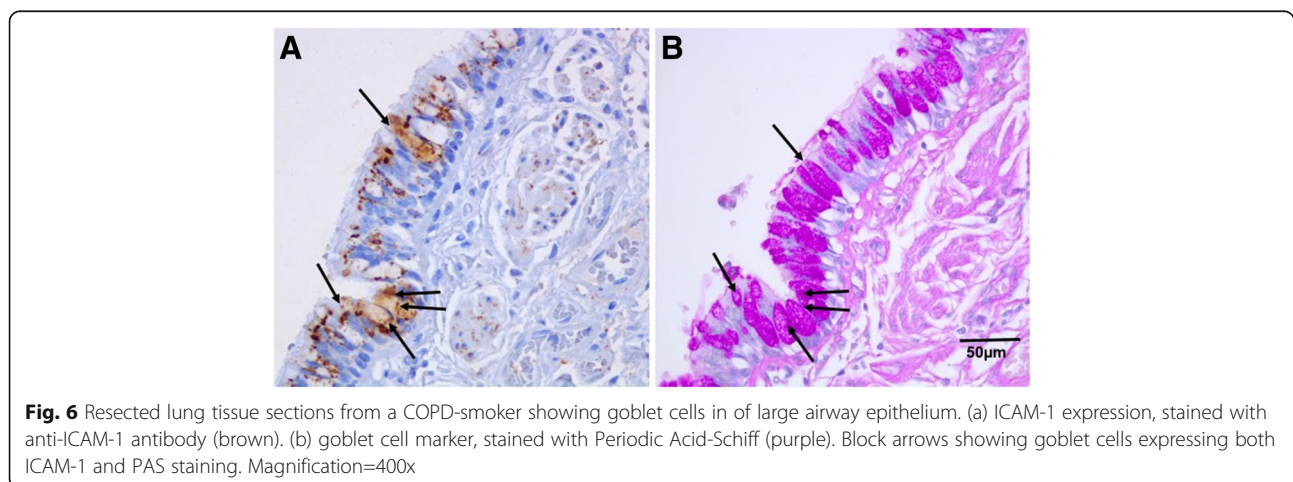 A
B
50µm
Fig. 6 Resected lung tissue sections from a COPD-smoker showing goblet cells in of large airway epithelium. (a) ICAM-1 expression, stained with
anti-ICAM-1 antibody (brown). (b) goblet cell marker, stained with Periodic Acid-Schiff (purple). Block arrows showing goblet cells expressing both
ICAM-1 and PAS staining. Magnification=400x